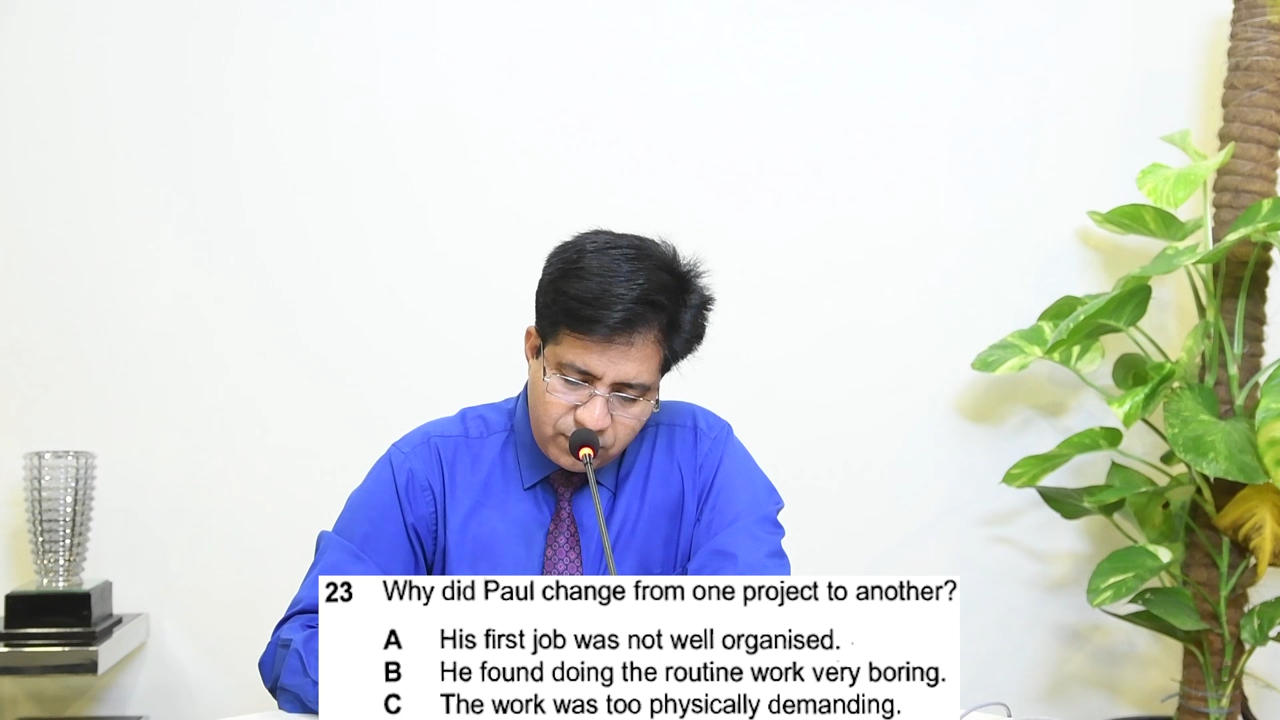 23 Why did Paul change from one project to another?
A His first job was not well organised.
B He found doing the routine work very boring.
C The work was too physically demanding.